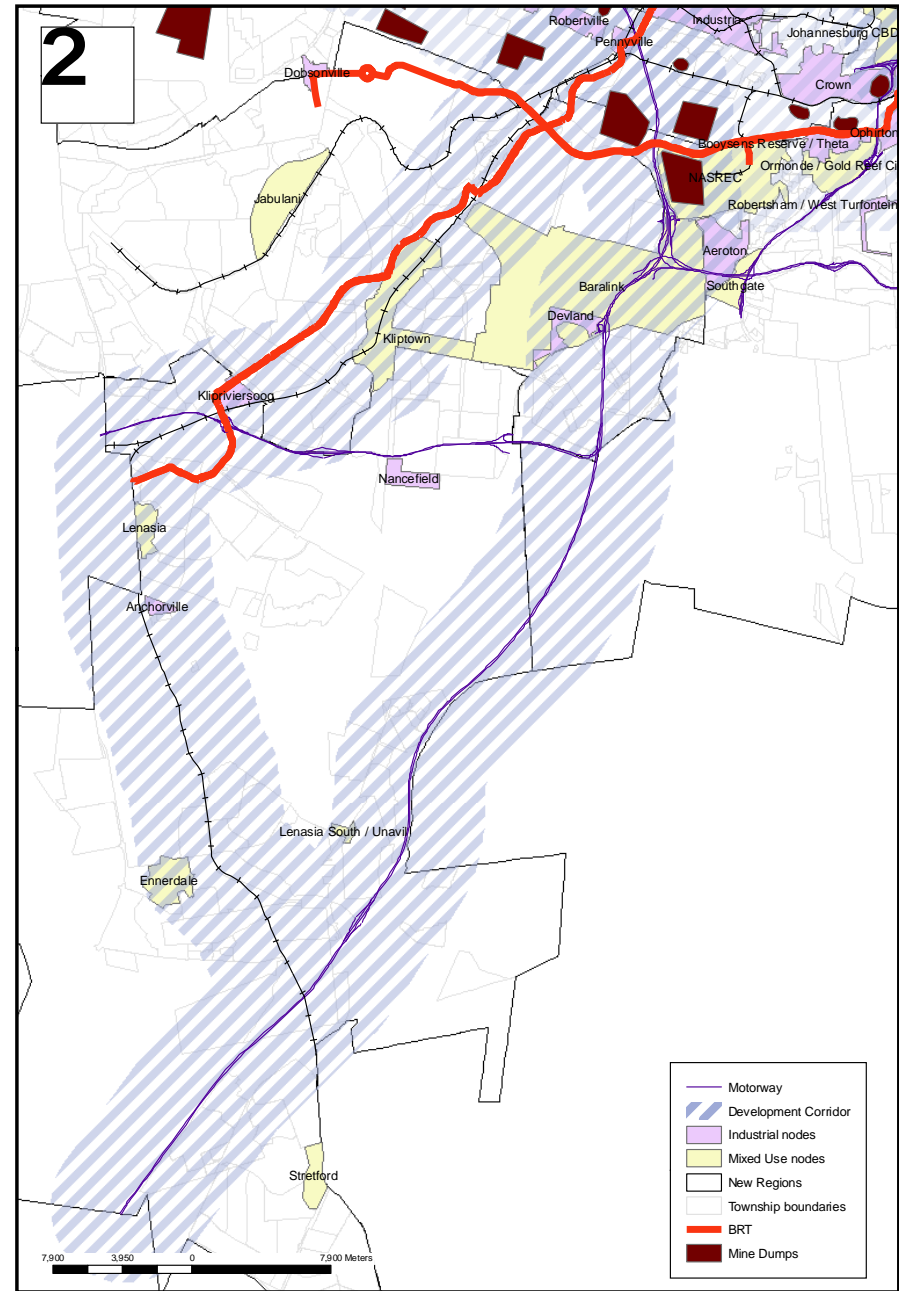 2
Robertville
Industria
Johannesburg CBD
Pennyville
Dobsonville
Crown
Ophirton
Booysens Reserve / Theta
Ormonde / Gold Reef Ci
NASREC
Jabulani
Robertsham / West Turfontein
Aeroton
Baralink
Southgate
Devland
Kliptown
Klipriviersoog
Nancefield
Lenasia
Anchorville
Lenasia South / Unavill
Ennerdale
Stretford
Motorway
Development Corridor
Industrial nodes
Mixed Use nodes
New Regions
Township boundaries
BRT
Mine Dumps
7,900 3,950 0 7,900 Meters